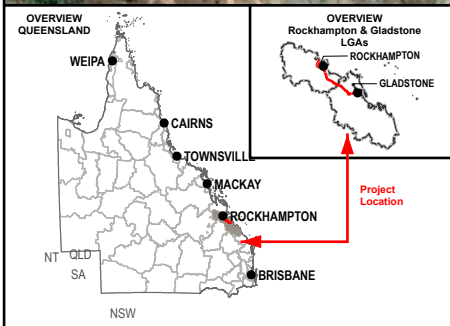 OVERVIEW
QUEENSLAND
WEIPA
CAIRNS
TOWNSVILLE
MACKAY
ROCKHAMPTON
BRISBANE
NT
QLD
SA
NSW
OVERVIEW
Rockhampton & Gladstone
LGAs
ROCKHAMPTON
GLADSTONE
Project
Location